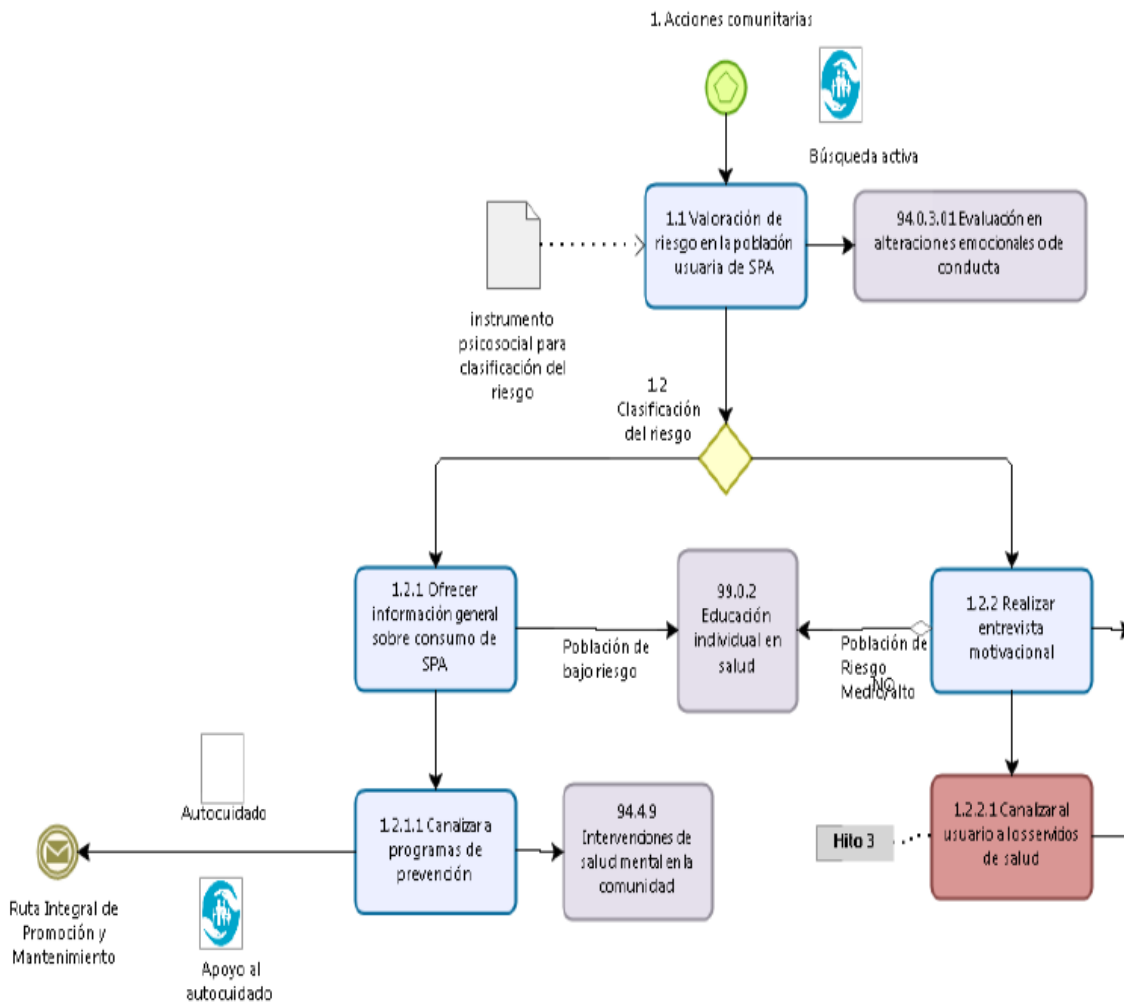 1. Acciones comunitarias
Búsqueda activa
1.1 Valoración de
riesgo en la población
usuaria de SPA
94.0.3.01 Evaluación en
alteraciones emocionales o de
conducta
instrumento
psicosocial para
clasificación del
riesgo
1.2
Clasificación
del riesgo
1.2.1 Ofrecer
información general
sobre consumo de
SPA
Población de
bajo riesgo
99.0.2
Educación
individual en
salud
Población de
Riesgo
Medio/alto
NO
1.2.2 Realizar
entrevista
motivacional
Autocuidado
1.2.1.1 Canalizar a
programas de
prevención
94.4.9
Intervenciones de
salud mental en la
comunidad
Hito 3
1.2.2.1 Canalizar al
usuario a los servicios
de salud
Ruta Integral de
Promoción y
Mantenimiento
Apoyo al
autocuidado